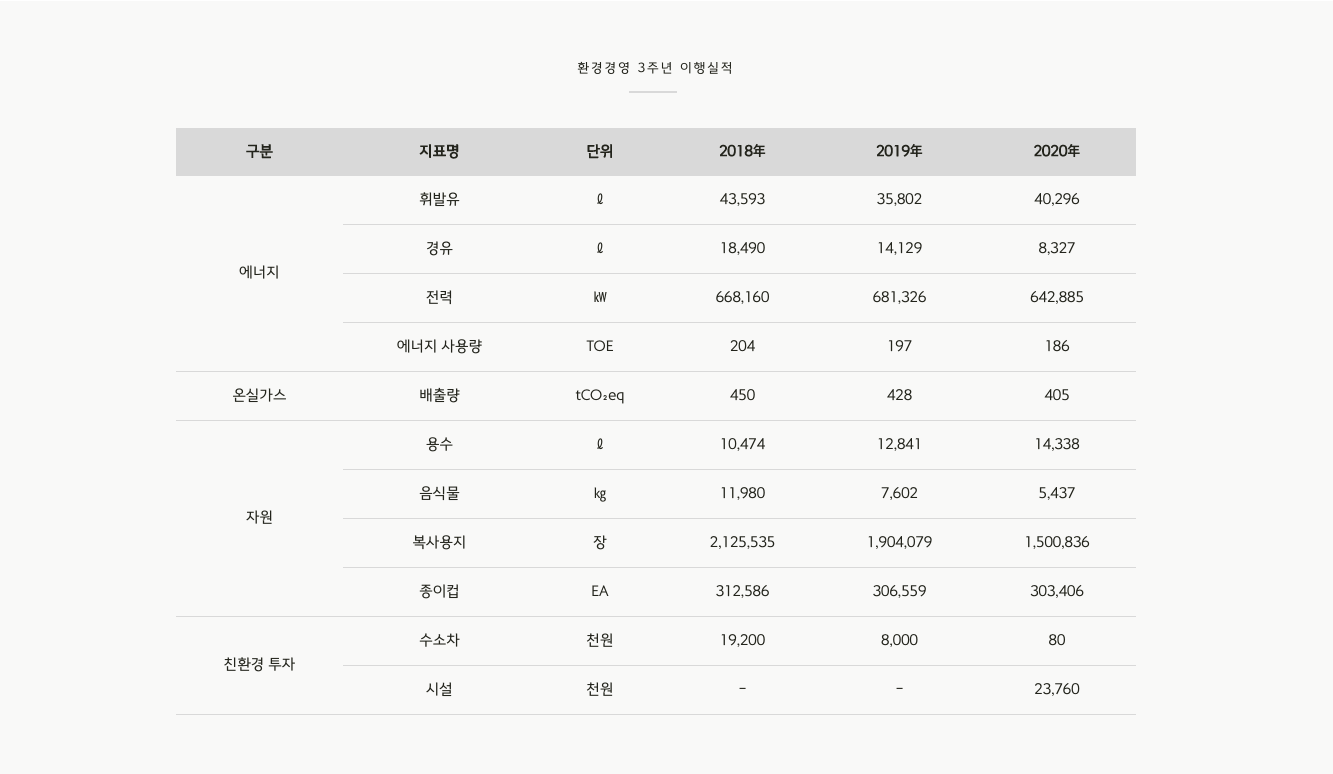 환경경영 3주년 이행실적
구분 지표명 단위 2018年 2019年 2020年
에너지 휘발유 ℓ 43,593 35,802 40,296
경유 ℓ 18,490 14,129 8,327
전력 ㎾ 668,160 681,326 642,885
에너지 사용량 TOE 204 197 186
온실가스 배출량 tCO₂eq 450 428 405
자원 용수 ℓ 10,474 12,841 14,338
음식물 ㎏ 11,980 7,602 5,437
복사용지 장 2,125,535 1,904,079 1,500,836
종이컵 EA 312,586 306,559 303,406
친환경 투자 수소차 천원 19,200 8,000 80
시설 천원 – – 23,760